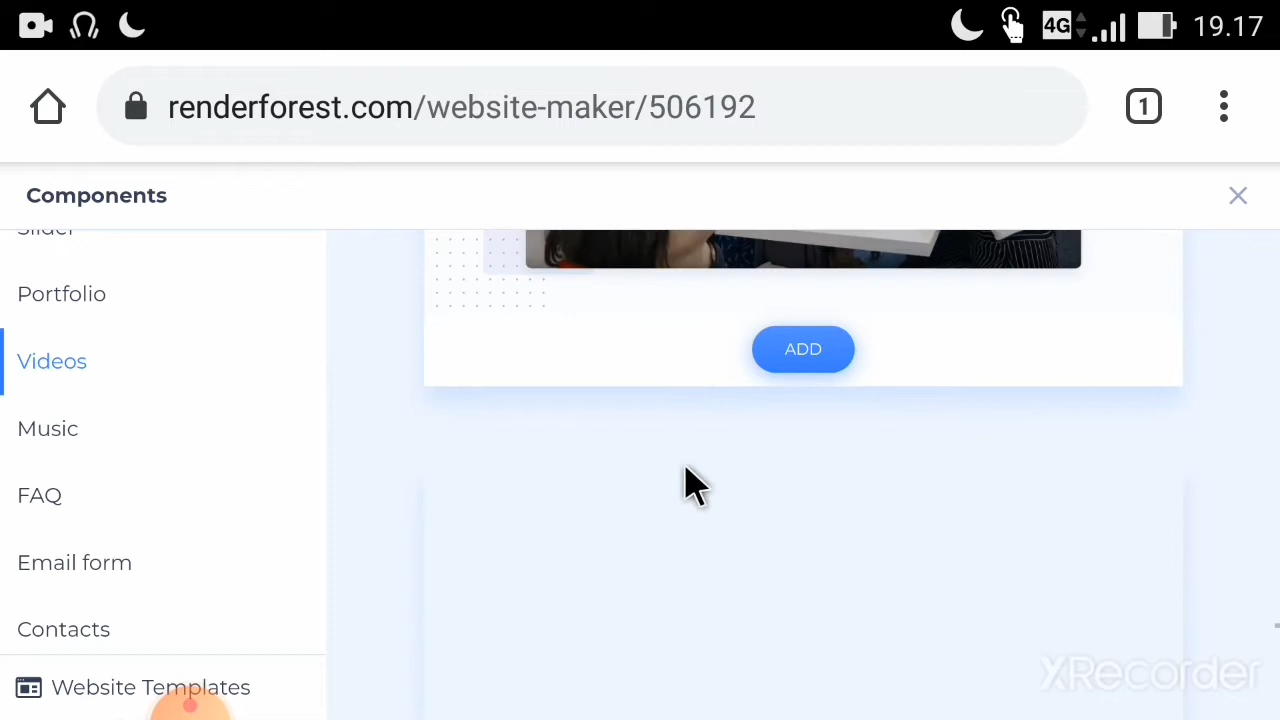 4G 19.17
renderforest.com/website-maker/506192
1
Components
Slider
Portfolio
Videos
Music
FAQ
Email form
Contacts
Website Templates
ADD
XRecorder